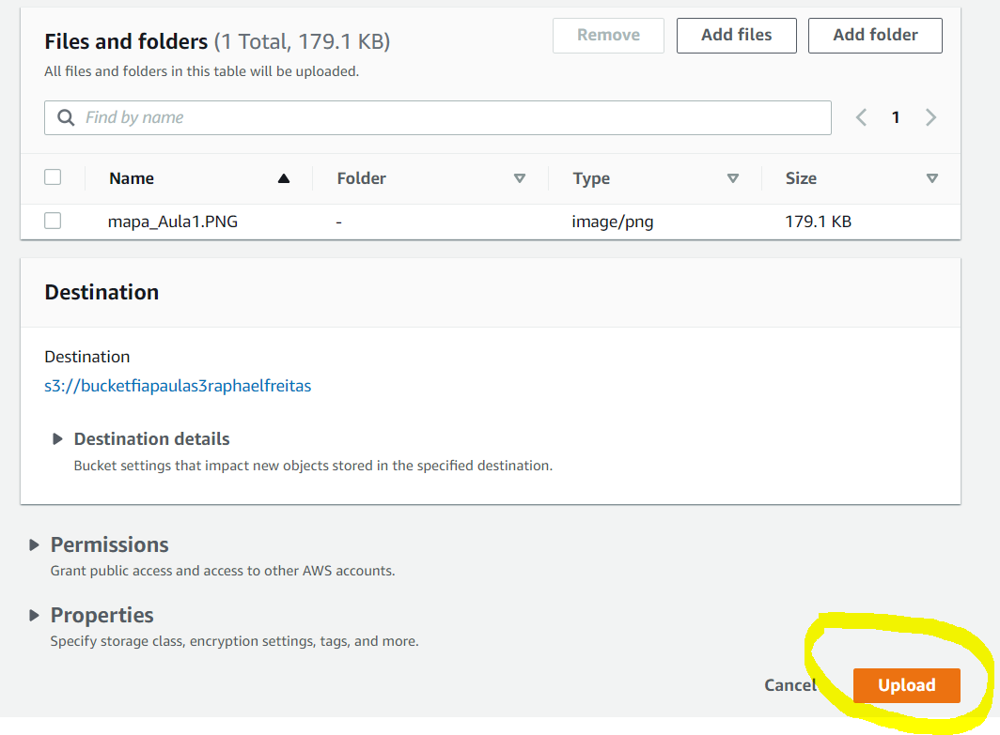 Files and folders (1 Total, 179.1 KB)
Remove
Add files
Add folder
All files and folders in this table will be uploaded.
Find by name
1
Name Folder Type Size
mapa_Aula1.PNG - image/png 179.1 KB
Destination
Destination
s3://bucketfiapaulas3raphaelfreitas
Destination details
Bucket settings that impact new objects stored in the specified destination.
Permissions
Grant public access and access to other AWS accounts.
Properties
Specify storage class, encryption settings, tags, and more.
Cancel Upload